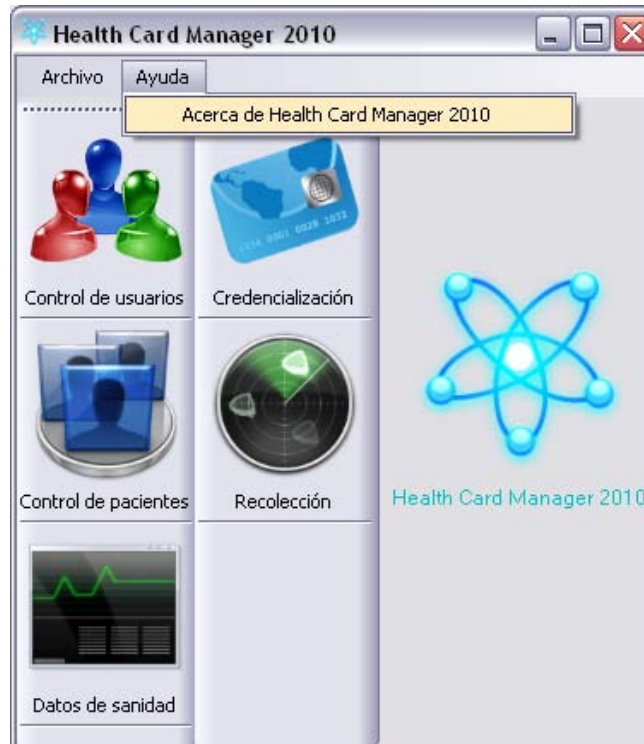 Health Card Manager 2010
Archivo Ayuda
Acerca de Health Card Manager 2010
Control de usuarios Credencialización
Control de pacientes Recolección
Health Card Manager 2010
Datos de sanidad